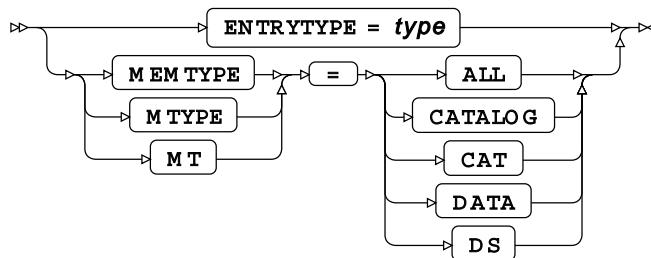 ENTRYTYPE = type
MEMTYPE = ALL
MTYPE CATALOG
MT CAT
DATA
DS